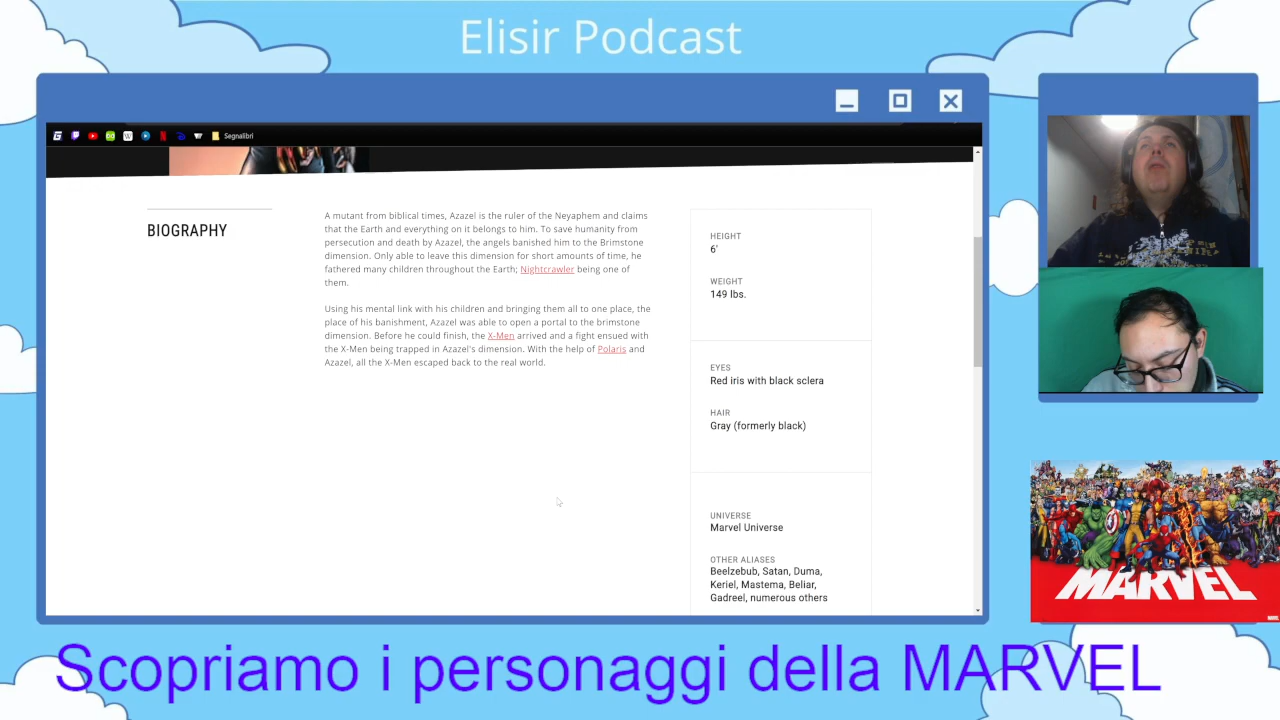 Elisir Podcast
Segnalibri
BIOGRAPHY
A mutant from biblical times, Azazel is the ruler of the Neyaphem and claims
that the Earth and everything on it belongs to him. To save humanity from
persecution and death by Azazel, the angels banished him to the Brimstone
dimension. Only able to leave this dimension for short amounts of time, he
fathered many children throughout the Earth; Nightcrawler being one of
them.
Using his mental link with his children and bringing them all to one place, the
place of his banishment, Azazel was able to open a portal to the brimstone
dimension. Before he could finish, the X-Men arrived and a fight ensued with
the X-Men being trapped in Azazel's dimension. With the help of Polaris and
Azazel, all the X-Men escaped back to the real world.
HEIGHT
6'
WEIGHT
149 lbs.
EYES
Red iris with black sclera
HAIR
Gray (formerly black)
UNIVERSE
Marvel Universe
OTHER ALIASES
Beelzebub, Satan, Duma,
Keriel, Mastema, Beliar,
Gadreel, numerous others
MARVEL
Scopriamo i personaggi della MARVEL